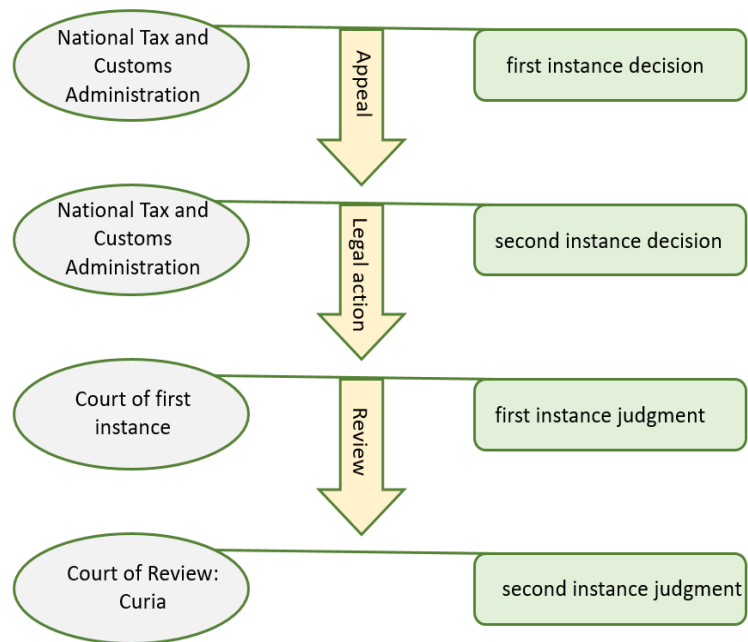 National Tax and
Customs
Administration
Appeal
first instance decision
National Tax and
Customs
Administration
Legal action
second instance decision
Court of first
instance
Review
first instance judgment
Court of Review:
Curia
second instance judgment